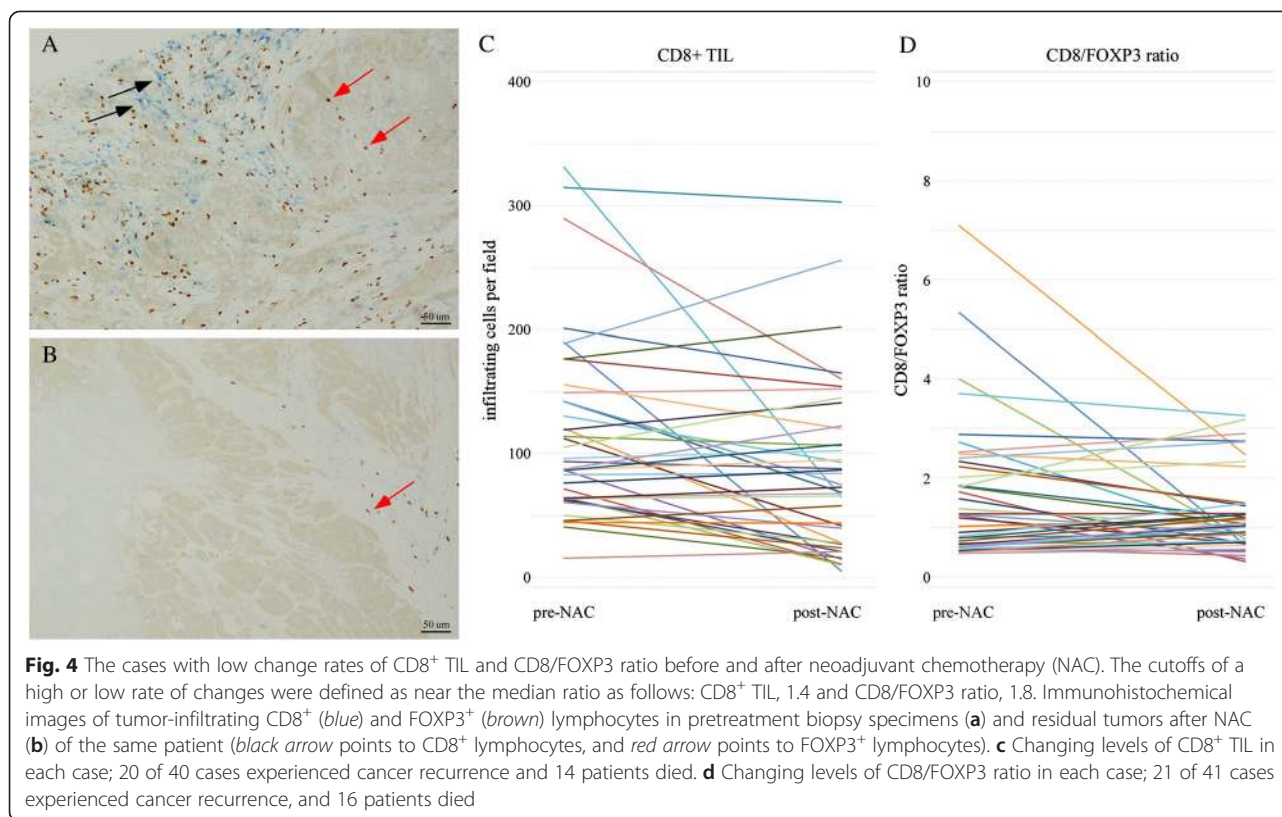 A
50 um
B
50 um
C
CD8+ TIL
400
300
200
100
0
infiltrating cells per field
pre-NAC
post-NAC
D
CD8/FOXP3 ratio
10
8
6
4
2
0
CD8/FOXP3 ratio
pre-NAC
post-NAC
Fig. 4 The cases with low change rates of CD8⁺ TIL and CD8/FOXP3 ratio before and after neoadjuvant chemotherapy (NAC). The cutoffs of a
high or low rate of changes were defined as near the median ratio as follows: CD8⁺ TIL, 1.4 and CD8/FOXP3 ratio, 1.8. Immunohistochemical
images of tumor-infiltrating CD8⁺ (blue) and FOXP3⁺ (brown) lymphocytes in pretreatment biopsy specimens (a) and residual tumors after NAC
(b) of the same patient (black arrow points to CD8⁺ lymphocytes, and red arrow points to FOXP3⁺ lymphocytes). c Changing levels of CD8⁺ TIL in
each case; 20 of 40 cases experienced cancer recurrence and 14 patients died. d Changing levels of CD8/FOXP3 ratio in each case; 21 of 41 cases
experienced cancer recurrence, and 16 patients died